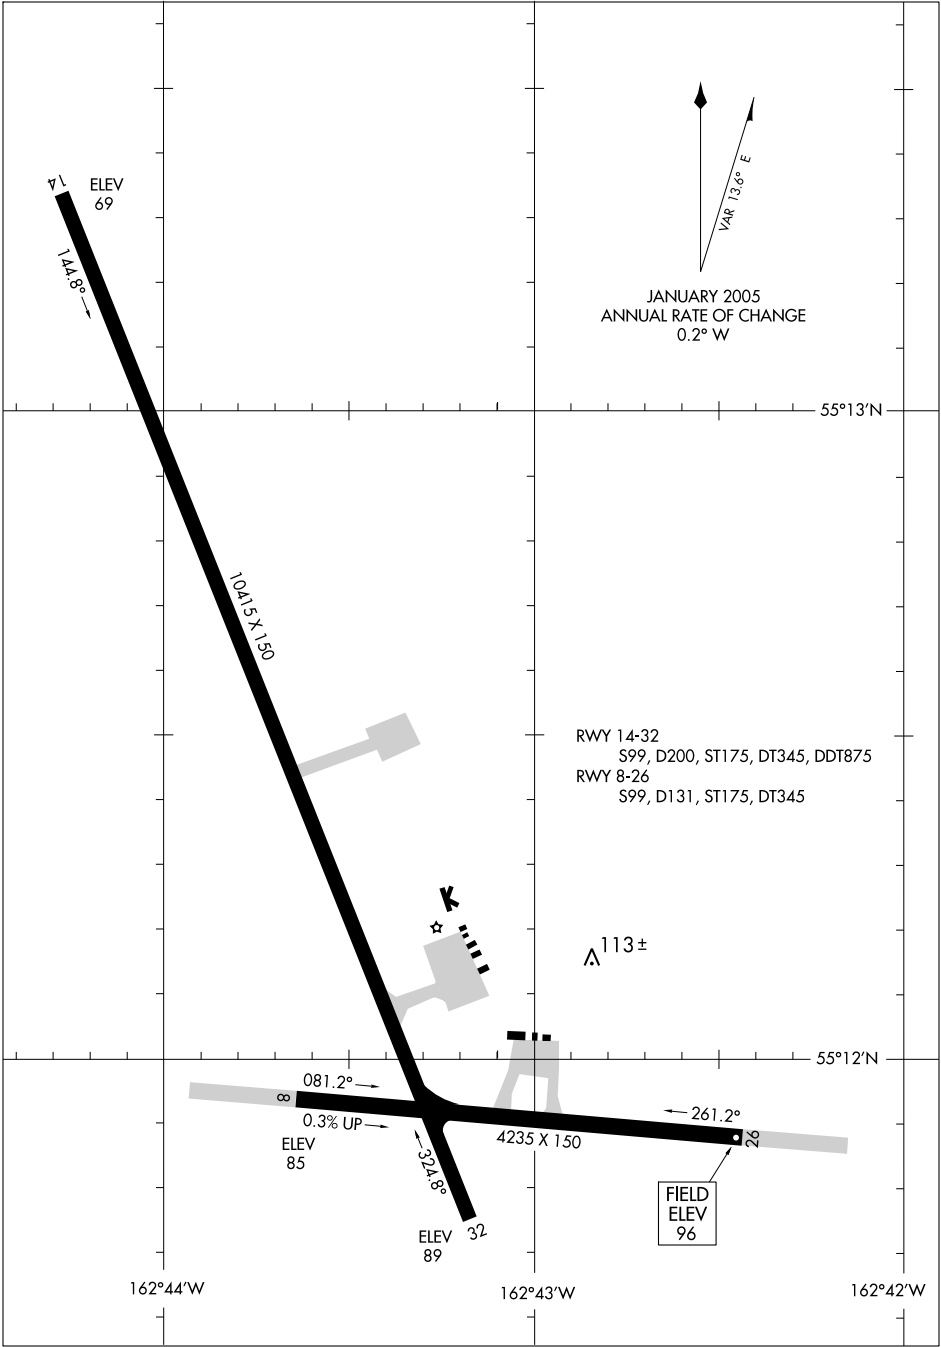 14
ELEV
69
144.8°
VAR 13.6° E
JANUARY 2005
ANNUAL RATE OF CHANGE
0.2° W
55°13'N
10415 X 150
RWY 14-32
S99, D200, ST175, DT345, DDT875
RWY 8-26
S99, D131, ST175, DT345
113 ±
55°12'N
081.2°
8
0.3% UP
261.2°
26
4235 X 150
ELEV
85
324.8°
FIELD
ELEV
96
32
ELEV
89
162°44'W
162°43'W
162°42'W